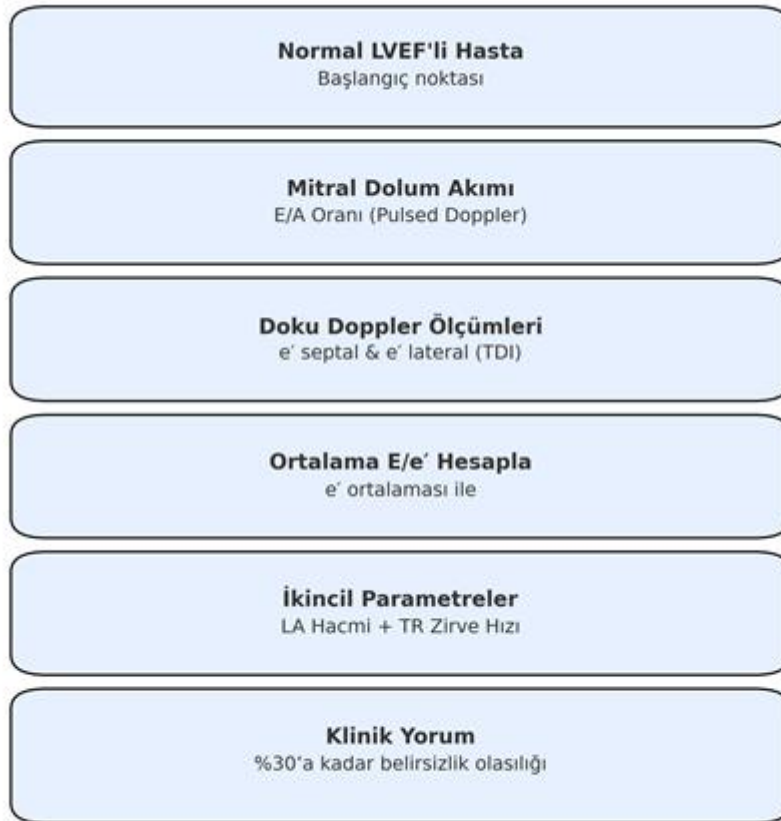 Normal LVEF'li Hasta
Başlangıç noktası
Mitral Dolum Akımı
E/A Oranı (Pulsed Doppler)
Doku Doppler Ölçümleri
e′ septal & e′ lateral (TDI)
Ortalama E/e′ Hesapla
e′ ortalaması ile
İkincil Parametreler
LA Hacmi + TR Zirve Hızı
Klinik Yorum
%30’a kadar belirsizlik olasılığı